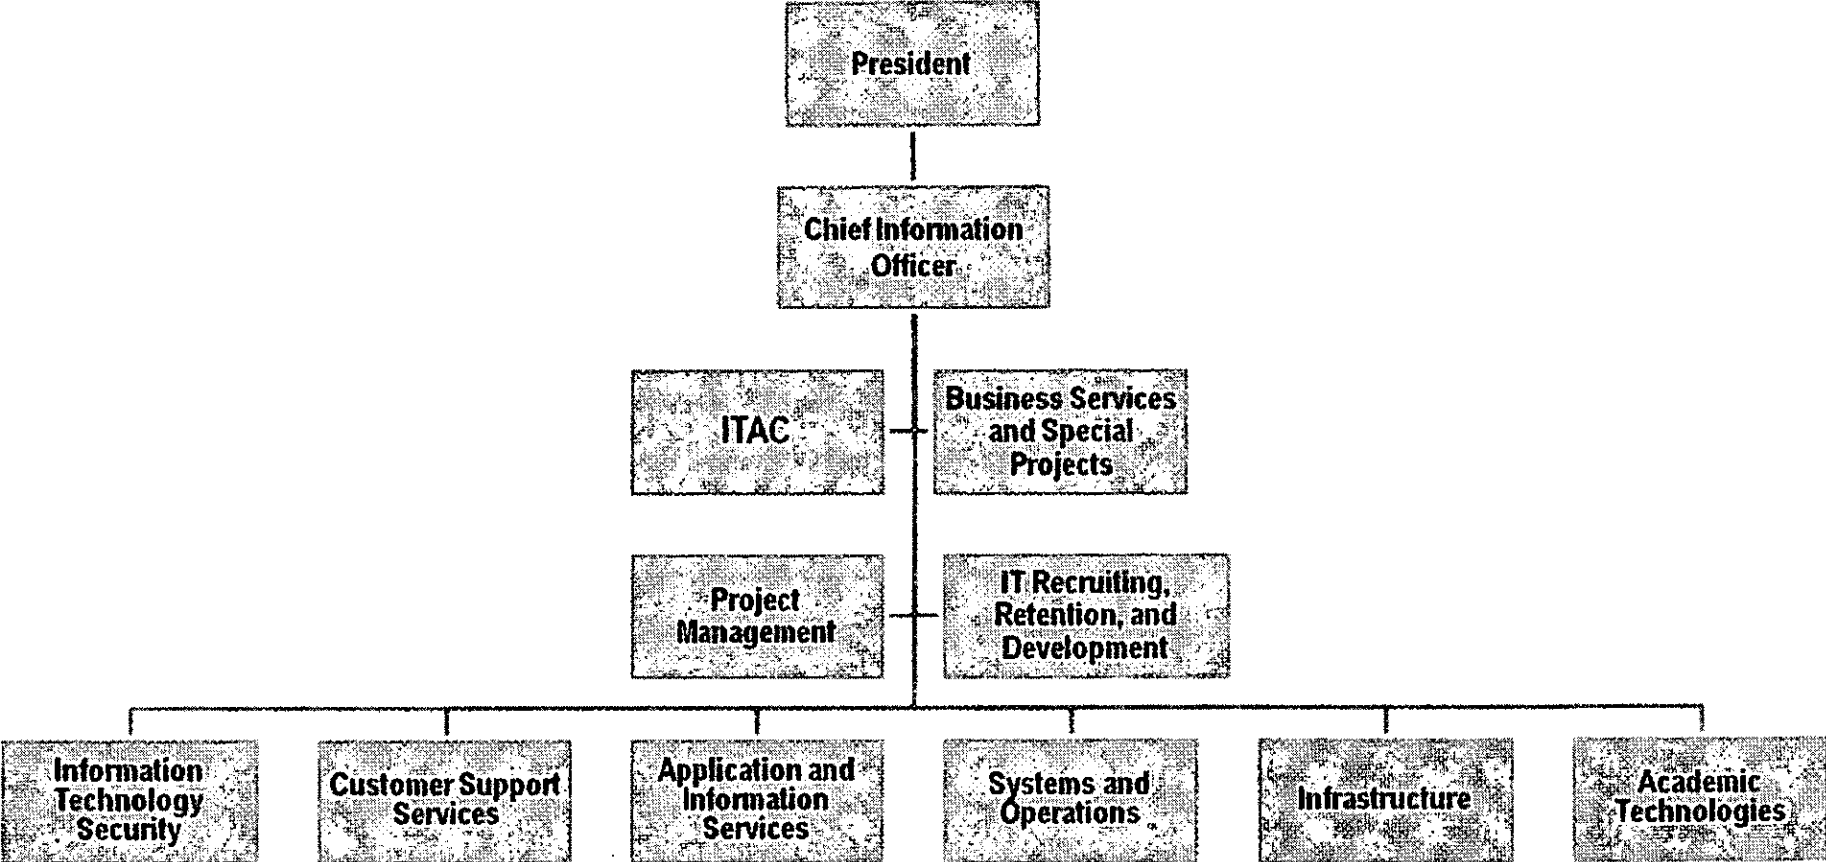 President
Chief Information
Officer
ITAC
Business Services
and Special
Projects
Project
Management
IT Recruiting,
Retention, and
Development
Information
Technology
Security
Customer Support
Services
Application and
Information
Services
Systems and
Operations
Infrastructure
Academic
Technologies